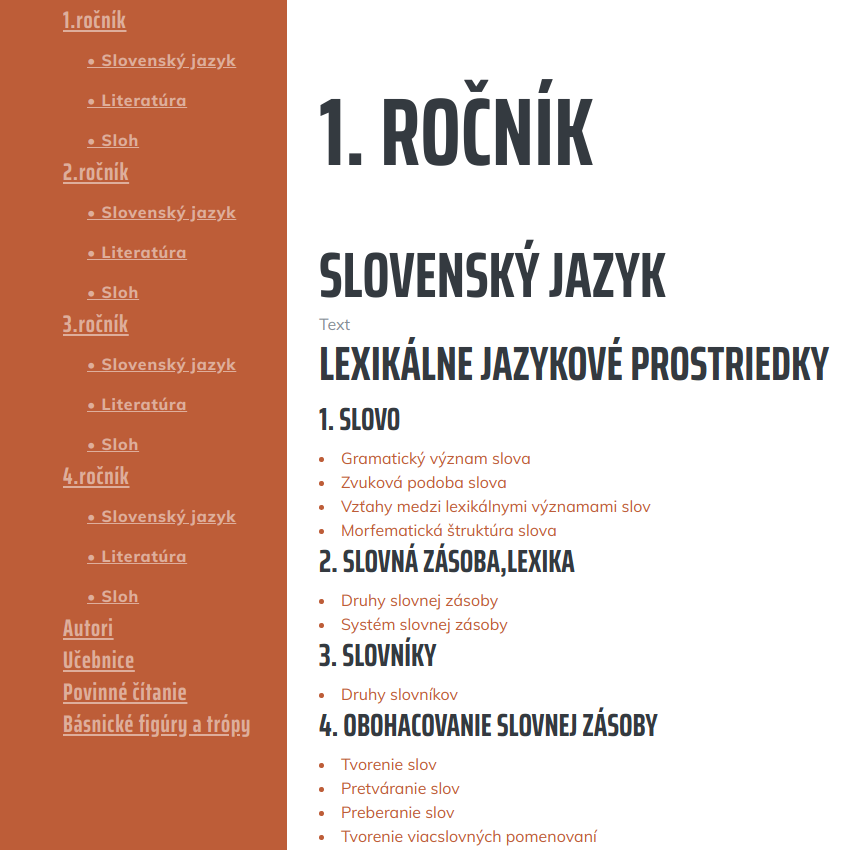 1.ročník
• Slovenský jazyk
• Literatúra
• Sloh
2.ročník
• Slovenský jazyk
• Literatúra
• Sloh
3.ročník
• Slovenský jazyk
• Literatúra
• Sloh
4.ročník
• Slovenský jazyk
• Literatúra
• Sloh
Autori
Učebnice
Povinné čítanie
Básnické figúry a trópy
1. ROČNÍK
SLOVENSKÝ JAZYK
Text
LEXIKÁLNE JAZYKOVÉ PROSTRIEDKY
1. SLOVO
• Gramatický význam slova
• Zvuková podoba slova
• Vzťahy medzi lexikálnymi významami slov
• Morfematická štruktúra slova
2. SLOVNÁ ZÁSOBA,LEXIKA
• Druhy slovnej zásoby
• Systém slovnej zásoby
3. SLOVNÍKY
• Druhy slovníkov
4. OBOHACOVANIE SLOVNEJ ZÁSOBY
• Tvorenie slov
• Pretváranie slov
• Preberanie slov
• Tvorenie viacslovných pomenovaní